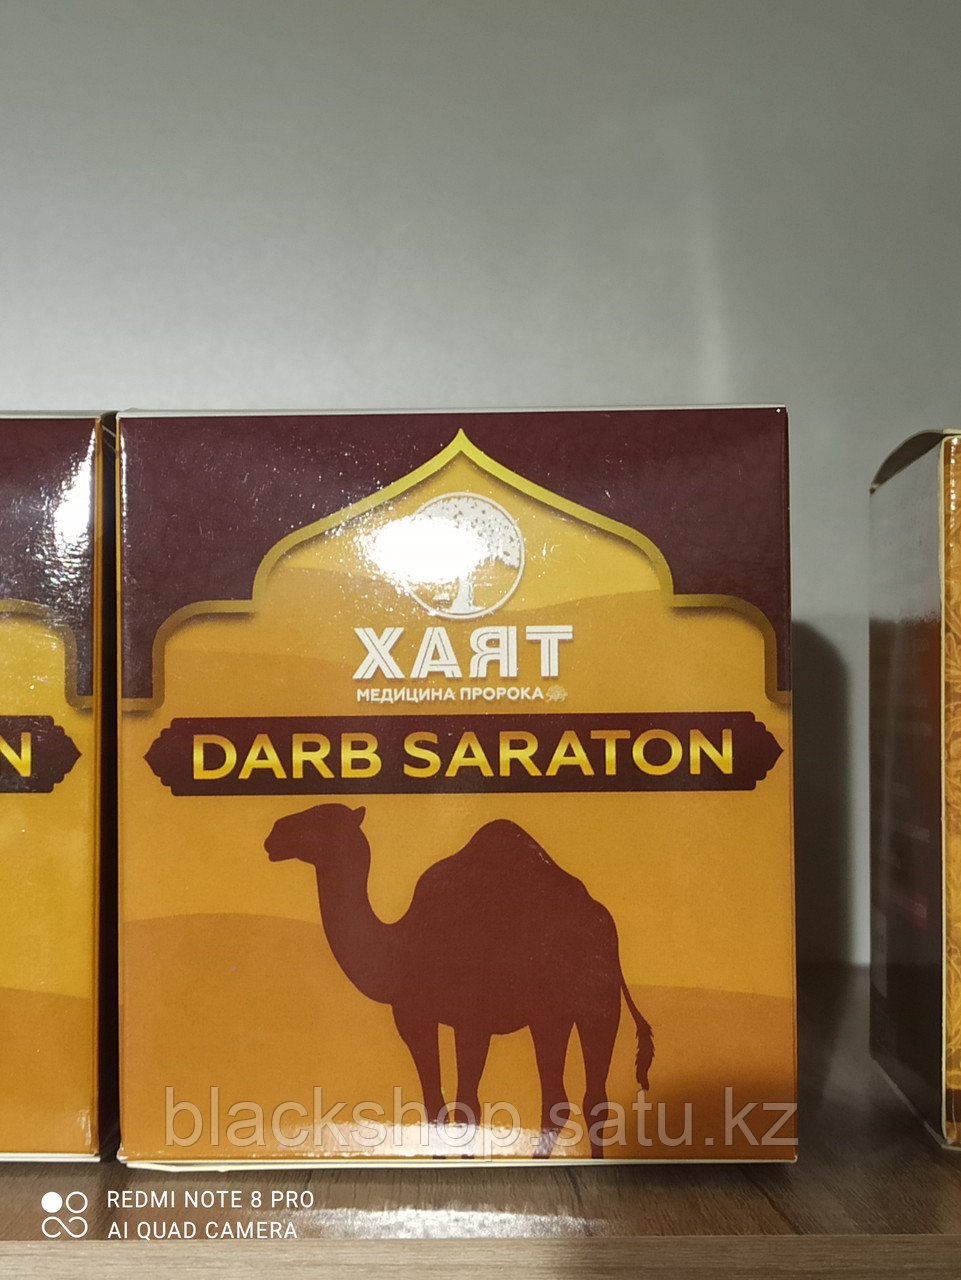 ХАЯТ
МЕДИЦИНА ПРОРОКА
N
DARB SARATON
blackshop.satu.kz
REDMI NOTE 8 PRO
AI QUAD CAMERA